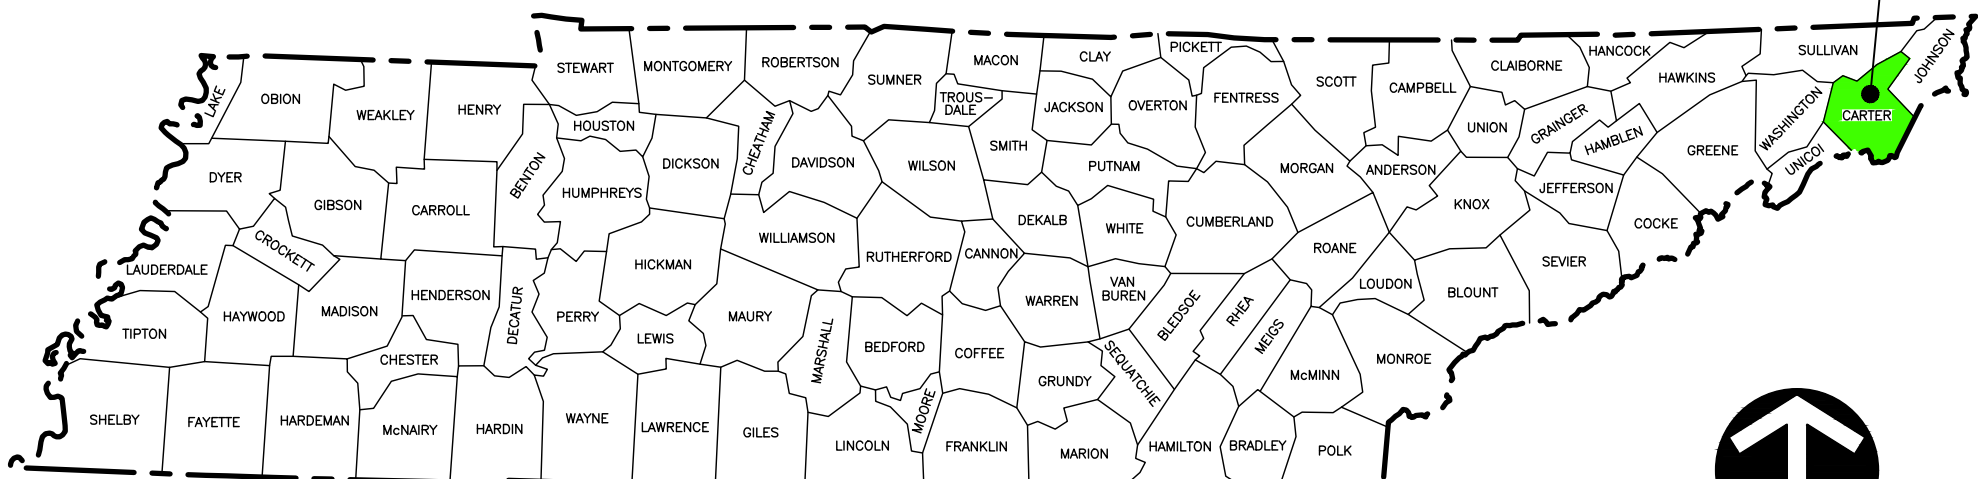 LAKE
OBION
WEAKLEY
HENRY
STEWART
MONTGOMERY
ROBERTSON
SUMNER
MACON
CLAY
PICKETT
SCOTT
CAMPBELL
CLAIBORNE
HANCOCK
HAWKINS
SULLIVAN
JOHNSON
CARTER
WASHINGTON
UNICOI
GREENE
HAMBLEN
GRAINGER
UNION
FENTRESS
OVERTON
JACKSON
TROUS–
DALE
SMITH
HOUSTON
DICKSON
CHEATHAM
DAVIDSON
WILSON
PUTNAM
MORGAN
ANDERSON
KNOX
JEFFERSON
COCKE
DYER
GIBSON
CARROLL
BENTON
HUMPHREYS
WILLIAMSON
RUTHERFORD
CANNON
DEKALB
WHITE
CUMBERLAND
ROANE
LOUDON
BLOUNT
SEVIER
LAUDERDALE
CROCKETT
HAYWOOD
MADISON
HENDERSON
DECATUR
PERRY
HICKMAN
LEWIS
MAURY
MARSHALL
BEDFORD
COFFEE
WARREN
VAN
BUREN
BLEDSOE
RHEA
MEIGS
McMINN
MONROE
TIPTON
CHESTER
SHELBY
FAYETTE
HARDEMAN
McNAIRY
HARDIN
WAYNE
LAWRENCE
GILES
LINCOLN
MOORE
FRANKLIN
GRUNDY
SEQUATCHIE
MARION
HAMILTON
BRADLEY
POLK